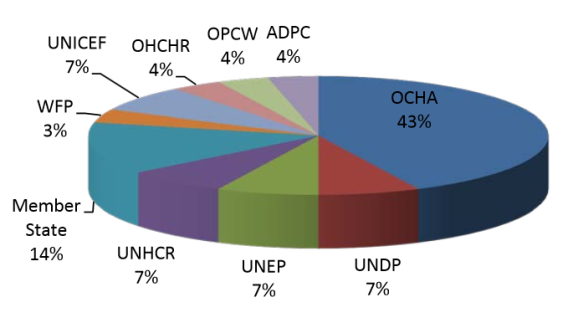 OCHA
43%
UNDP
7%
UNEP
7%
UNHCR
7%
Member
State
14%
WFP
3%
UNICEF
7%
OHCHR
4%
OPCW
4%
ADPC
4%